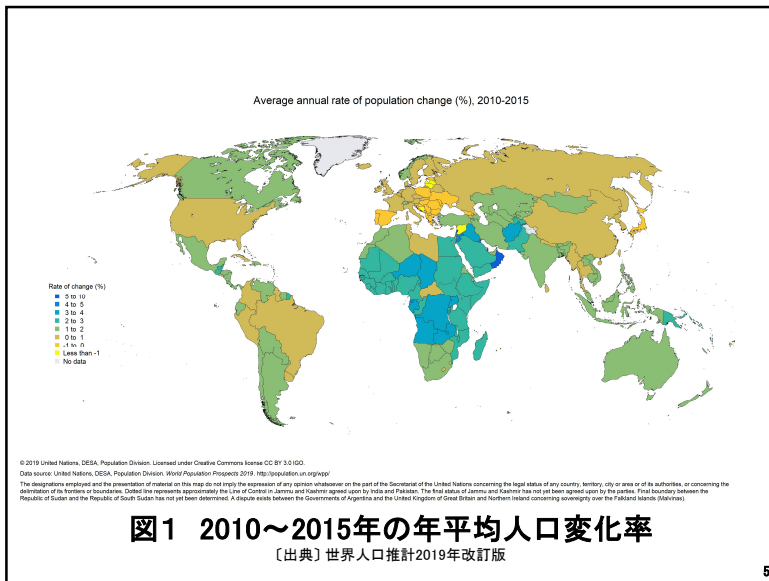 Average annual rate of population change (%), 2010-2015
Rate of change (%)
5 to 10
4 to 5
3 to 4
2 to 3
1 to 2
0 to 1
-1 to 0
Less than -1
No data
© 2019 United Nations, DESA, Population Division. Licensed under Creative Commons license CC BY 3.0 IGO.
Data source: United Nations, DESA, Population Division. World Population Prospects 2019. http://population.un.org/wpp/
The designations employed and the presentation of material on this map do not imply the expression of any opinion whatsoever on the part of the Secretariat of the United Nations concerning the legal status of any country, territory, city or area or of its authorities, or concerning the
delimitation of its frontiers or boundaries. Dotted line represents approximately the Line of Control in Jammu and Kashmir agreed upon by India and Pakistan. The final status of Jammu and Kashmir has not yet been agreed upon by the parties. Final boundary between the
Republic of Sudan and the Republic of South Sudan has not yet been determined. A dispute exists between the Governments of Argentina and the United Kingdom of Great Britain and Northern Ireland concerning sovereignty over the Falkland Islands (Malvinas).
図1 2010～2015年の年平均人口変化率
〔出典〕世界人口推計2019年改訂版
5